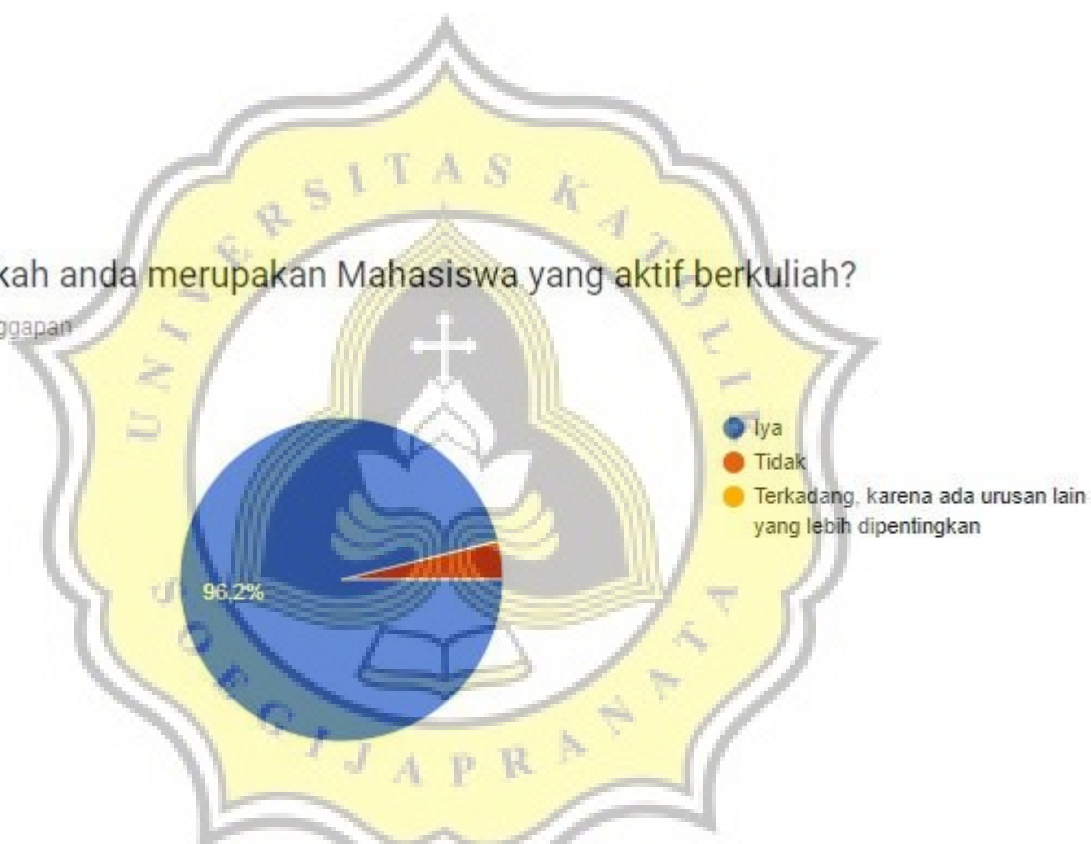 kah anda merupakan Mahasiswa yang aktif berkuliah?
ggapan
UNIVERSITAS KATOLIK
Iya
Tidak
Terkadang, karena ada urusan lain
yang lebih dipentingkan
96.2%
SOEGIJAPRANATA